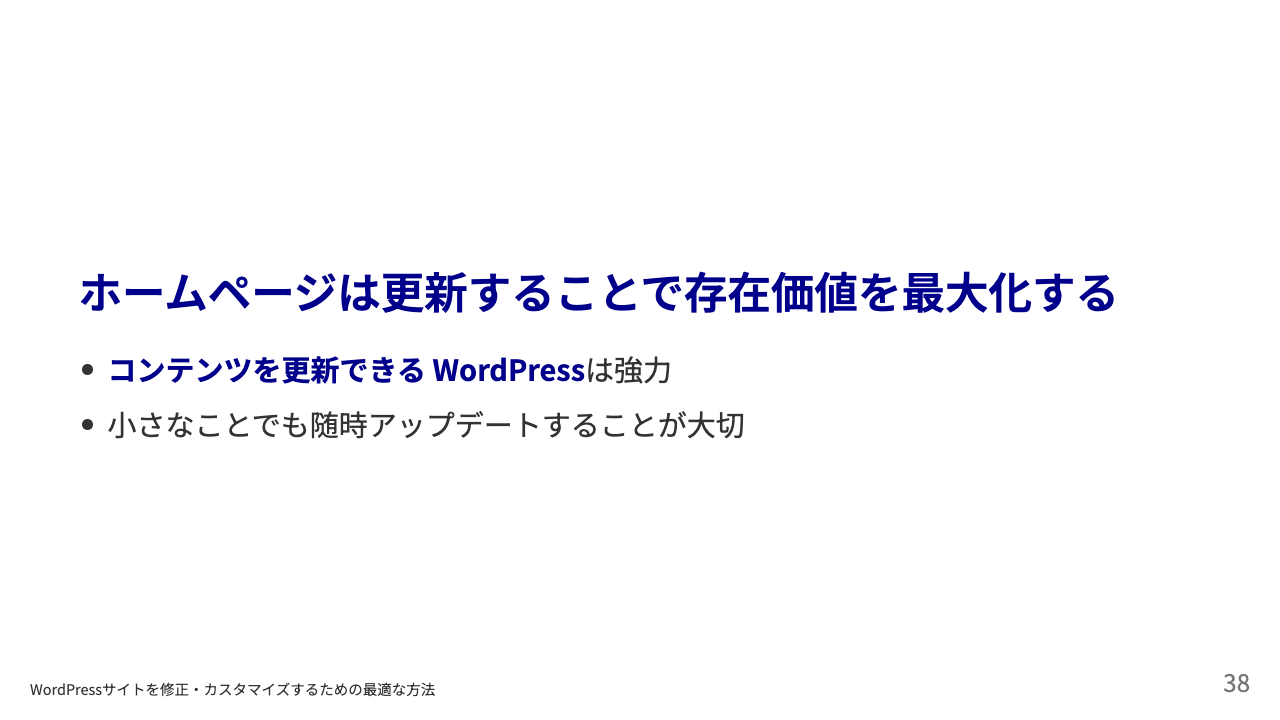 ホームページは更新することで存在価値を最大化する
• コンテンツを更新できる WordPressは強力
• 小さなことでも随時アップデートすることが大切
WordPressサイトを修正・カスタマイズするための最適な方法
38